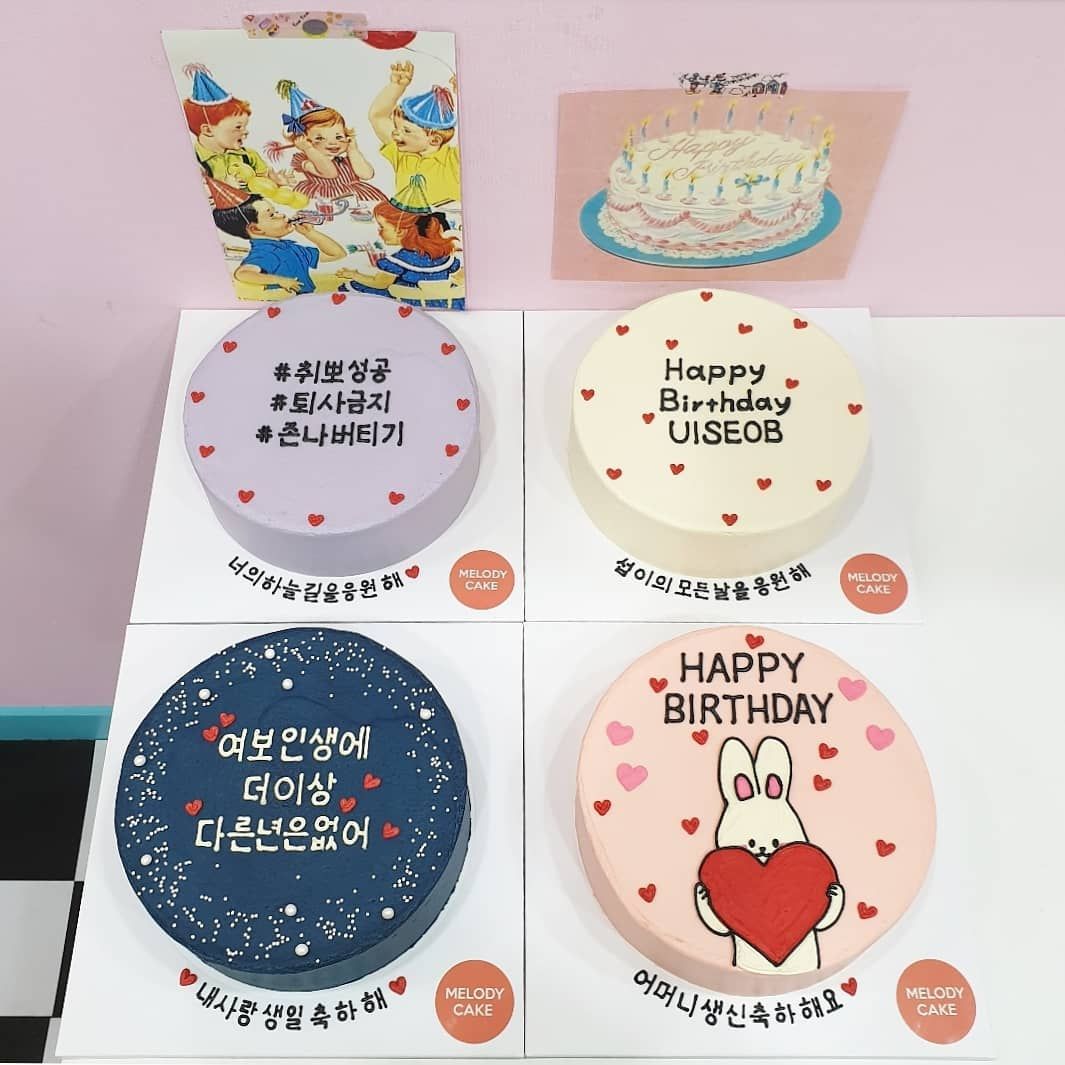 Happy
Birthday
#취뽀성공
#퇴사금지
#존나버티기
너의하늘길을응원해
MELODY
CAKE
Happy
Birthday
UISEOB
섭이의모든날을응원해
MELODY
CAKE
여보인생에
더이상
다른년은없어
내사랑생일축하해
MELODY
CAKE
HAPPY
BIRTHDAY
어머니생신축하해요
MELODY
CAKE